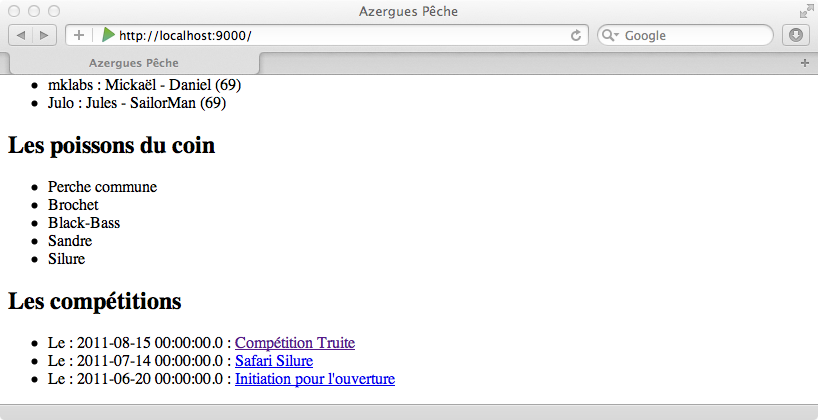 Azergues Pêche
http://localhost:9000/
Google
Azergues Pêche
mklabs : Mickaël - Daniel (69)
Julo : Jules - SailorMan (69)
Les poissons du coin
Perche commune
Brochet
Black-Bass
Sandre
Silure
Les compétitions
Le : 2011-08-15 00:00:00.0 : Compétition Truite
Le : 2011-07-14 00:00:00.0 : Safari Silure
Le : 2011-06-20 00:00:00.0 : Initiation pour l'ouverture